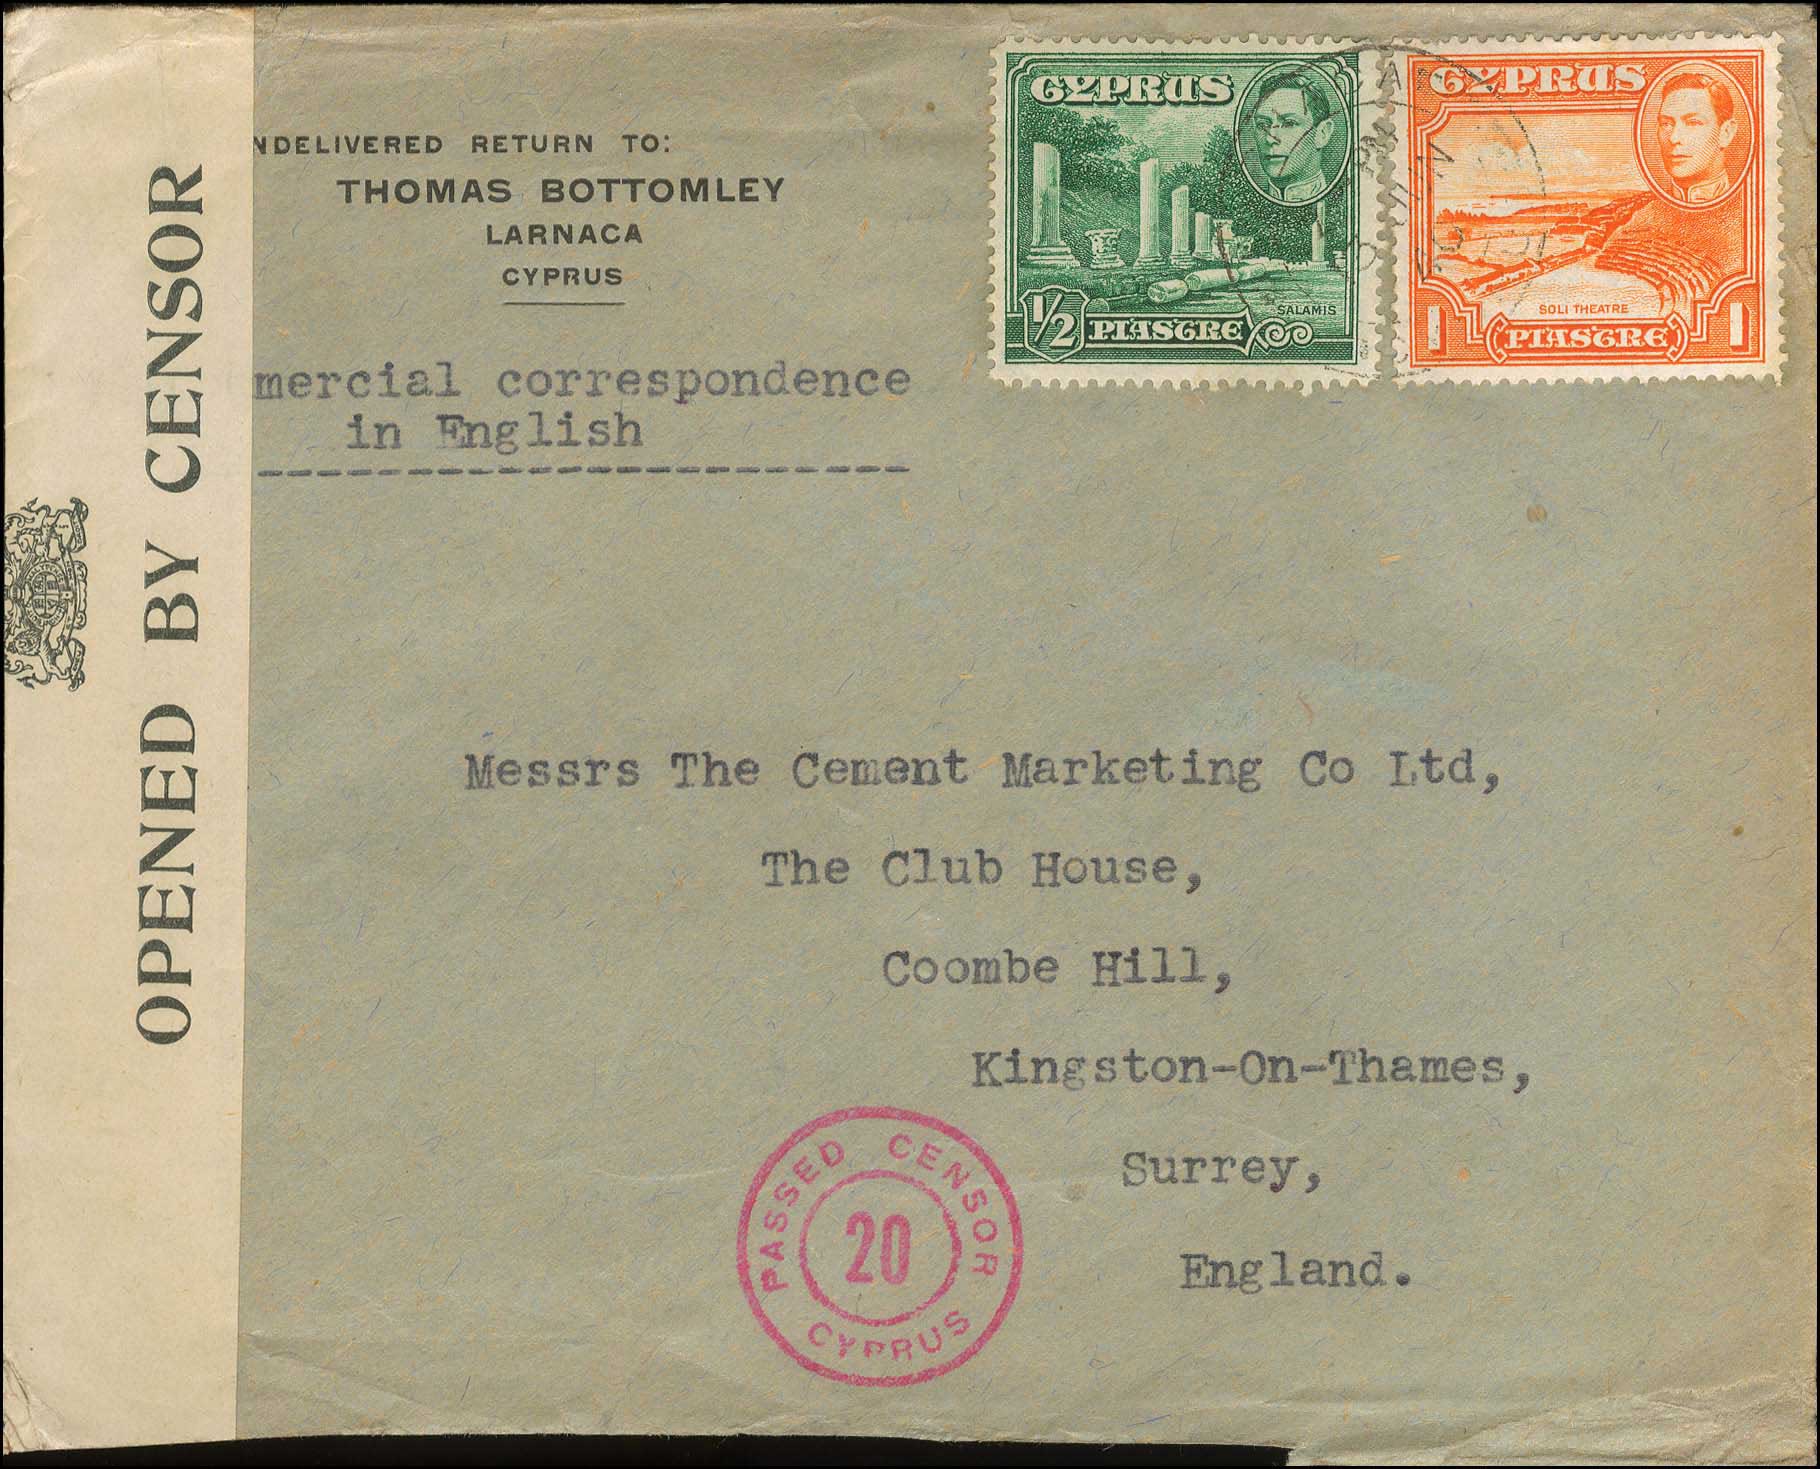 OPENED BY CENSOR
NDELIVERED RETURN TO:
THOMAS BOTTOMLEY
LARNACA
CYPRUS
mercial correspondence
in English
CYPRUS
SALAMIS
1/2 PIASTRE
CYPRUS
SOLI THEATRE
1 PIASTRE 1
Messrs The Cement Marketing Co Ltd,
The Club House,
Coombe Hill,
Kingston-On-Thames,
Surrey,
England.
PASSED CENSOR
20
CYPRUS